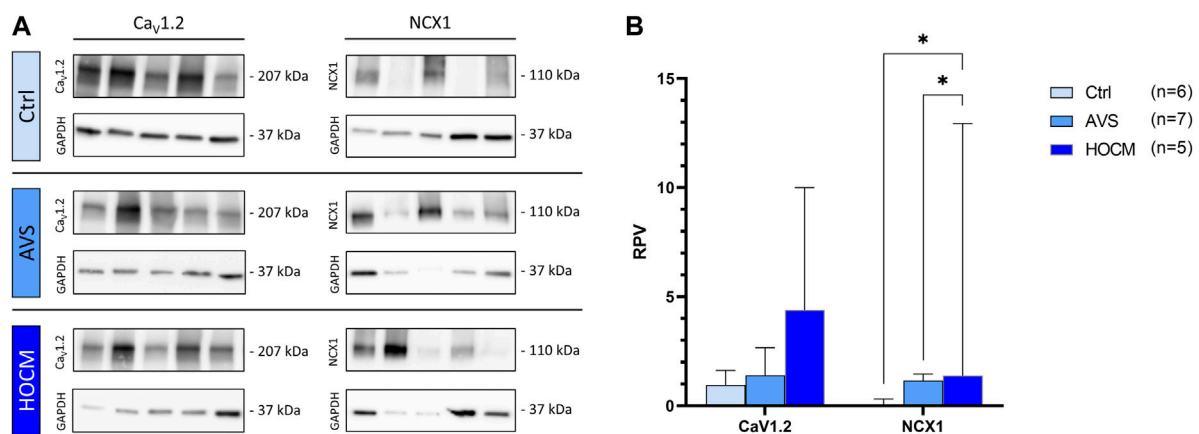 A
CaV1.2
NCX1
Ctrl
CaV1.2
- 207 kDa
NCX1
- 110 kDa
GAPDH
- 37 kDa
GAPDH
- 37 kDa
AVS
CaV1.2
- 207 kDa
NCX1
- 110 kDa
GAPDH
- 37 kDa
GAPDH
- 37 kDa
HOCM
CaV1.2
- 207 kDa
NCX1
- 110 kDa
GAPDH
- 37 kDa
GAPDH
- 37 kDa
B
*
*
15
10
5
0
RPV
CaV1.2
NCX1
Ctrl (n=6)
AVS (n=7)
HOCM (n=5)